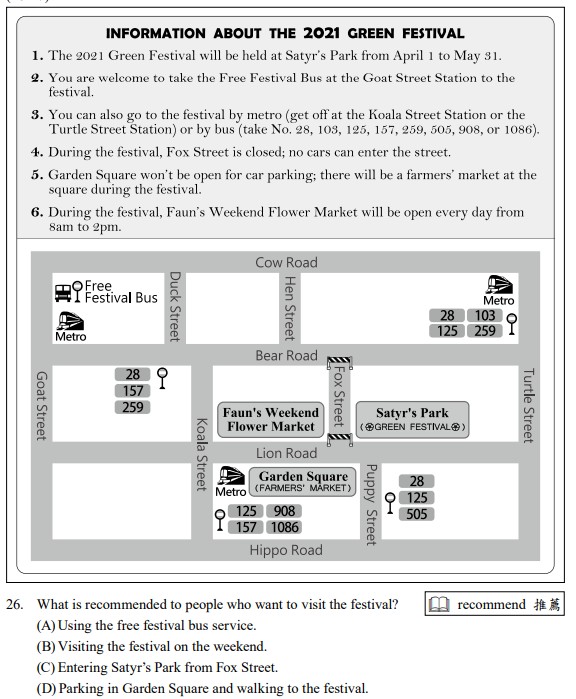 INFORMATION ABOUT THE 2021 GREEN FESTIVAL
1. The 2021 Green Festival will be held at Satyr's Park from April 1 to May 31.
2. You are welcome to take the Free Festival Bus at the Goat Street Station to the
festival.
3. You can also go to the festival by metro (get off at the Koala Street Station or the
Turtle Street Station) or by bus (take No. 28, 103, 125, 157, 259, 505, 908, or 1086).
4. During the festival, Fox Street is closed; no cars can enter the street.
5. Garden Square won't be open for car parking; there will be a farmers' market at the
square during the festival.
6. During the festival, Faun's Weekend Flower Market will be open every day from
8am to 2pm.
Cow Road
Free
Festival Bus
Metro
Duck Street
Hen Street
Metro
28 103
125 259
Bear Road
Goat Street
28
157
259
Koala Street
Faun's Weekend
Flower Market
Fox Street
Satyr's Park
(❀GREEN FESTIVAL❀)
Turtle Street
Lion Road
Metro
Garden Square
(FARMERS' MARKET)
125 908
157 1086
Puppy Street
28
125
505
Hippo Road
26. What is recommended to people who want to visit the festival?
recommend 推薦
(A) Using the free festival bus service.
(B) Visiting the festival on the weekend.
(C) Entering Satyr's Park from Fox Street.
(D) Parking in Garden Square and walking to the festival.